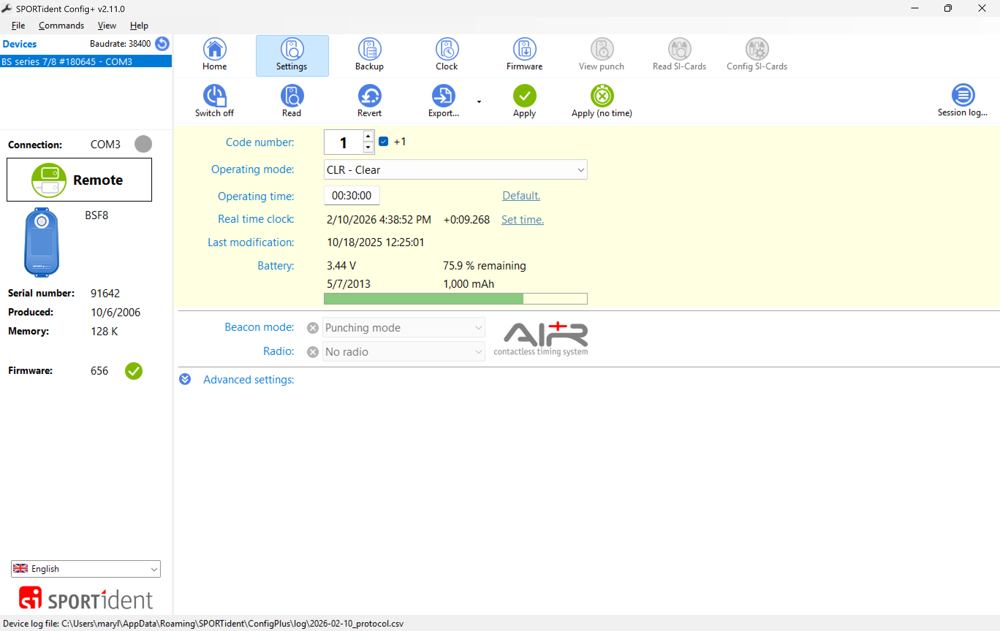 SPORTident Config+ v2.11.0
File Commands View Help
Devices Baudrate: 38400
BS series 7/8 #180645 - COM3
Home Settings Backup Clock Firmware View punch Read SI-Cards Config SI-Cards
Switch off Read Revert Export... Apply Apply (no time) Session log...
Connection: COM3
Remote
BSF8
SPORTident
Serial number: 91642
Produced: 10/6/2006
Memory: 128 K
Firmware: 656
Code number: 1 +1
Operating mode: CLR - Clear
Operating time: 00:30:00 Default.
Real time clock: 2/10/2026 4:38:52 PM +0:09.268 Set time.
Last modification: 10/18/2025 12:25:01
Battery: 3.44 V 75.9 % remaining
5/7/2013 1,000 mAh
Beacon mode: Punching mode
Radio: No radio
AIR+
contactless timing system
Advanced settings:
English
si SPORTident
Device log file: C:\Users\maryl\AppData\Roaming\SPORTident\ConfigPlus\log\2026-02-10_protocol.csv